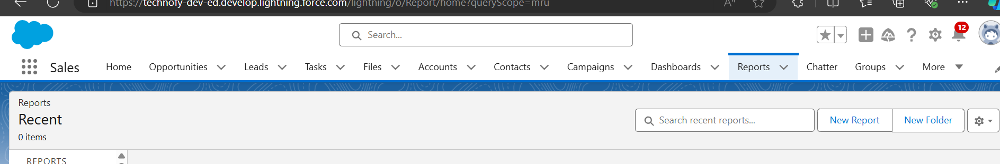 https://technofy-dev-ed.develop.lightning.force.com/lightning/o/Report/home?queryScope=mru
Search...
12
Sales Home Opportunities Leads Tasks Files Accounts Contacts Campaigns Dashboards Reports Chatter Groups More
Reports
Recent
Search recent reports... New Report New Folder
0 items
REPORTS